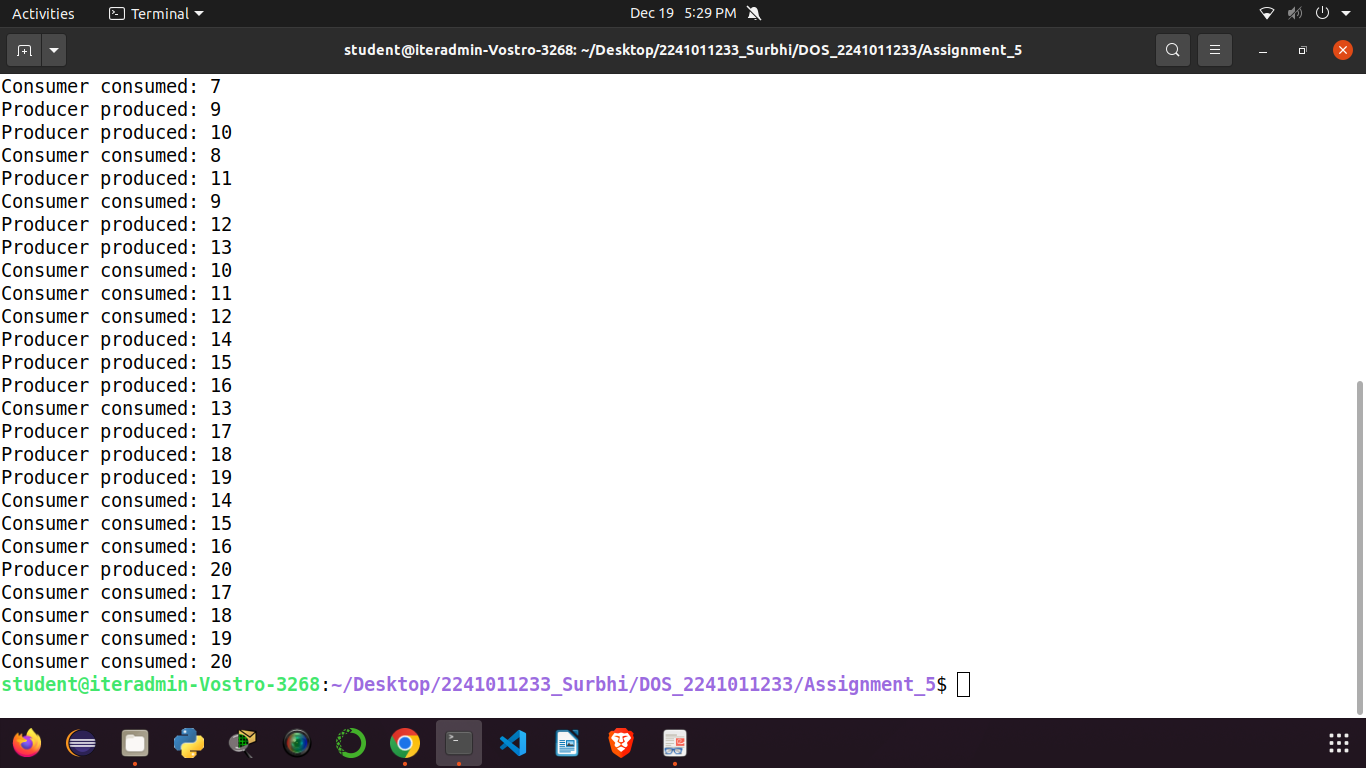 Activities Terminal Dec 19 5:29 PM
student@iteradmin-Vostro-3268: ~/Desktop/2241011233_Surbhi/DOS_2241011233/Assignment_5
Consumer consumed: 7
Producer produced: 9
Producer produced: 10
Consumer consumed: 8
Producer produced: 11
Consumer consumed: 9
Producer produced: 12
Producer produced: 13
Consumer consumed: 10
Consumer consumed: 11
Consumer consumed: 12
Producer produced: 14
Producer produced: 15
Producer produced: 16
Consumer consumed: 13
Producer produced: 17
Producer produced: 18
Producer produced: 19
Consumer consumed: 14
Consumer consumed: 15
Consumer consumed: 16
Producer produced: 20
Consumer consumed: 17
Consumer consumed: 18
Consumer consumed: 19
Consumer consumed: 20
student@iteradmin-Vostro-3268:~/Desktop/2241011233_Surbhi/DOS_2241011233/Assignment_5$